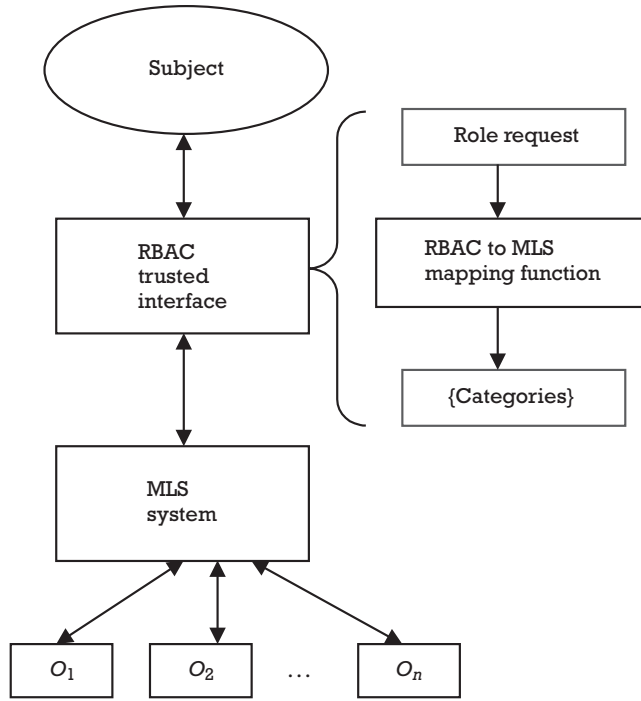 Subject
Role request
RBAC
trusted
interface
RBAC to MLS
mapping function
{Categories}
MLS
system
O1
O2
...
On